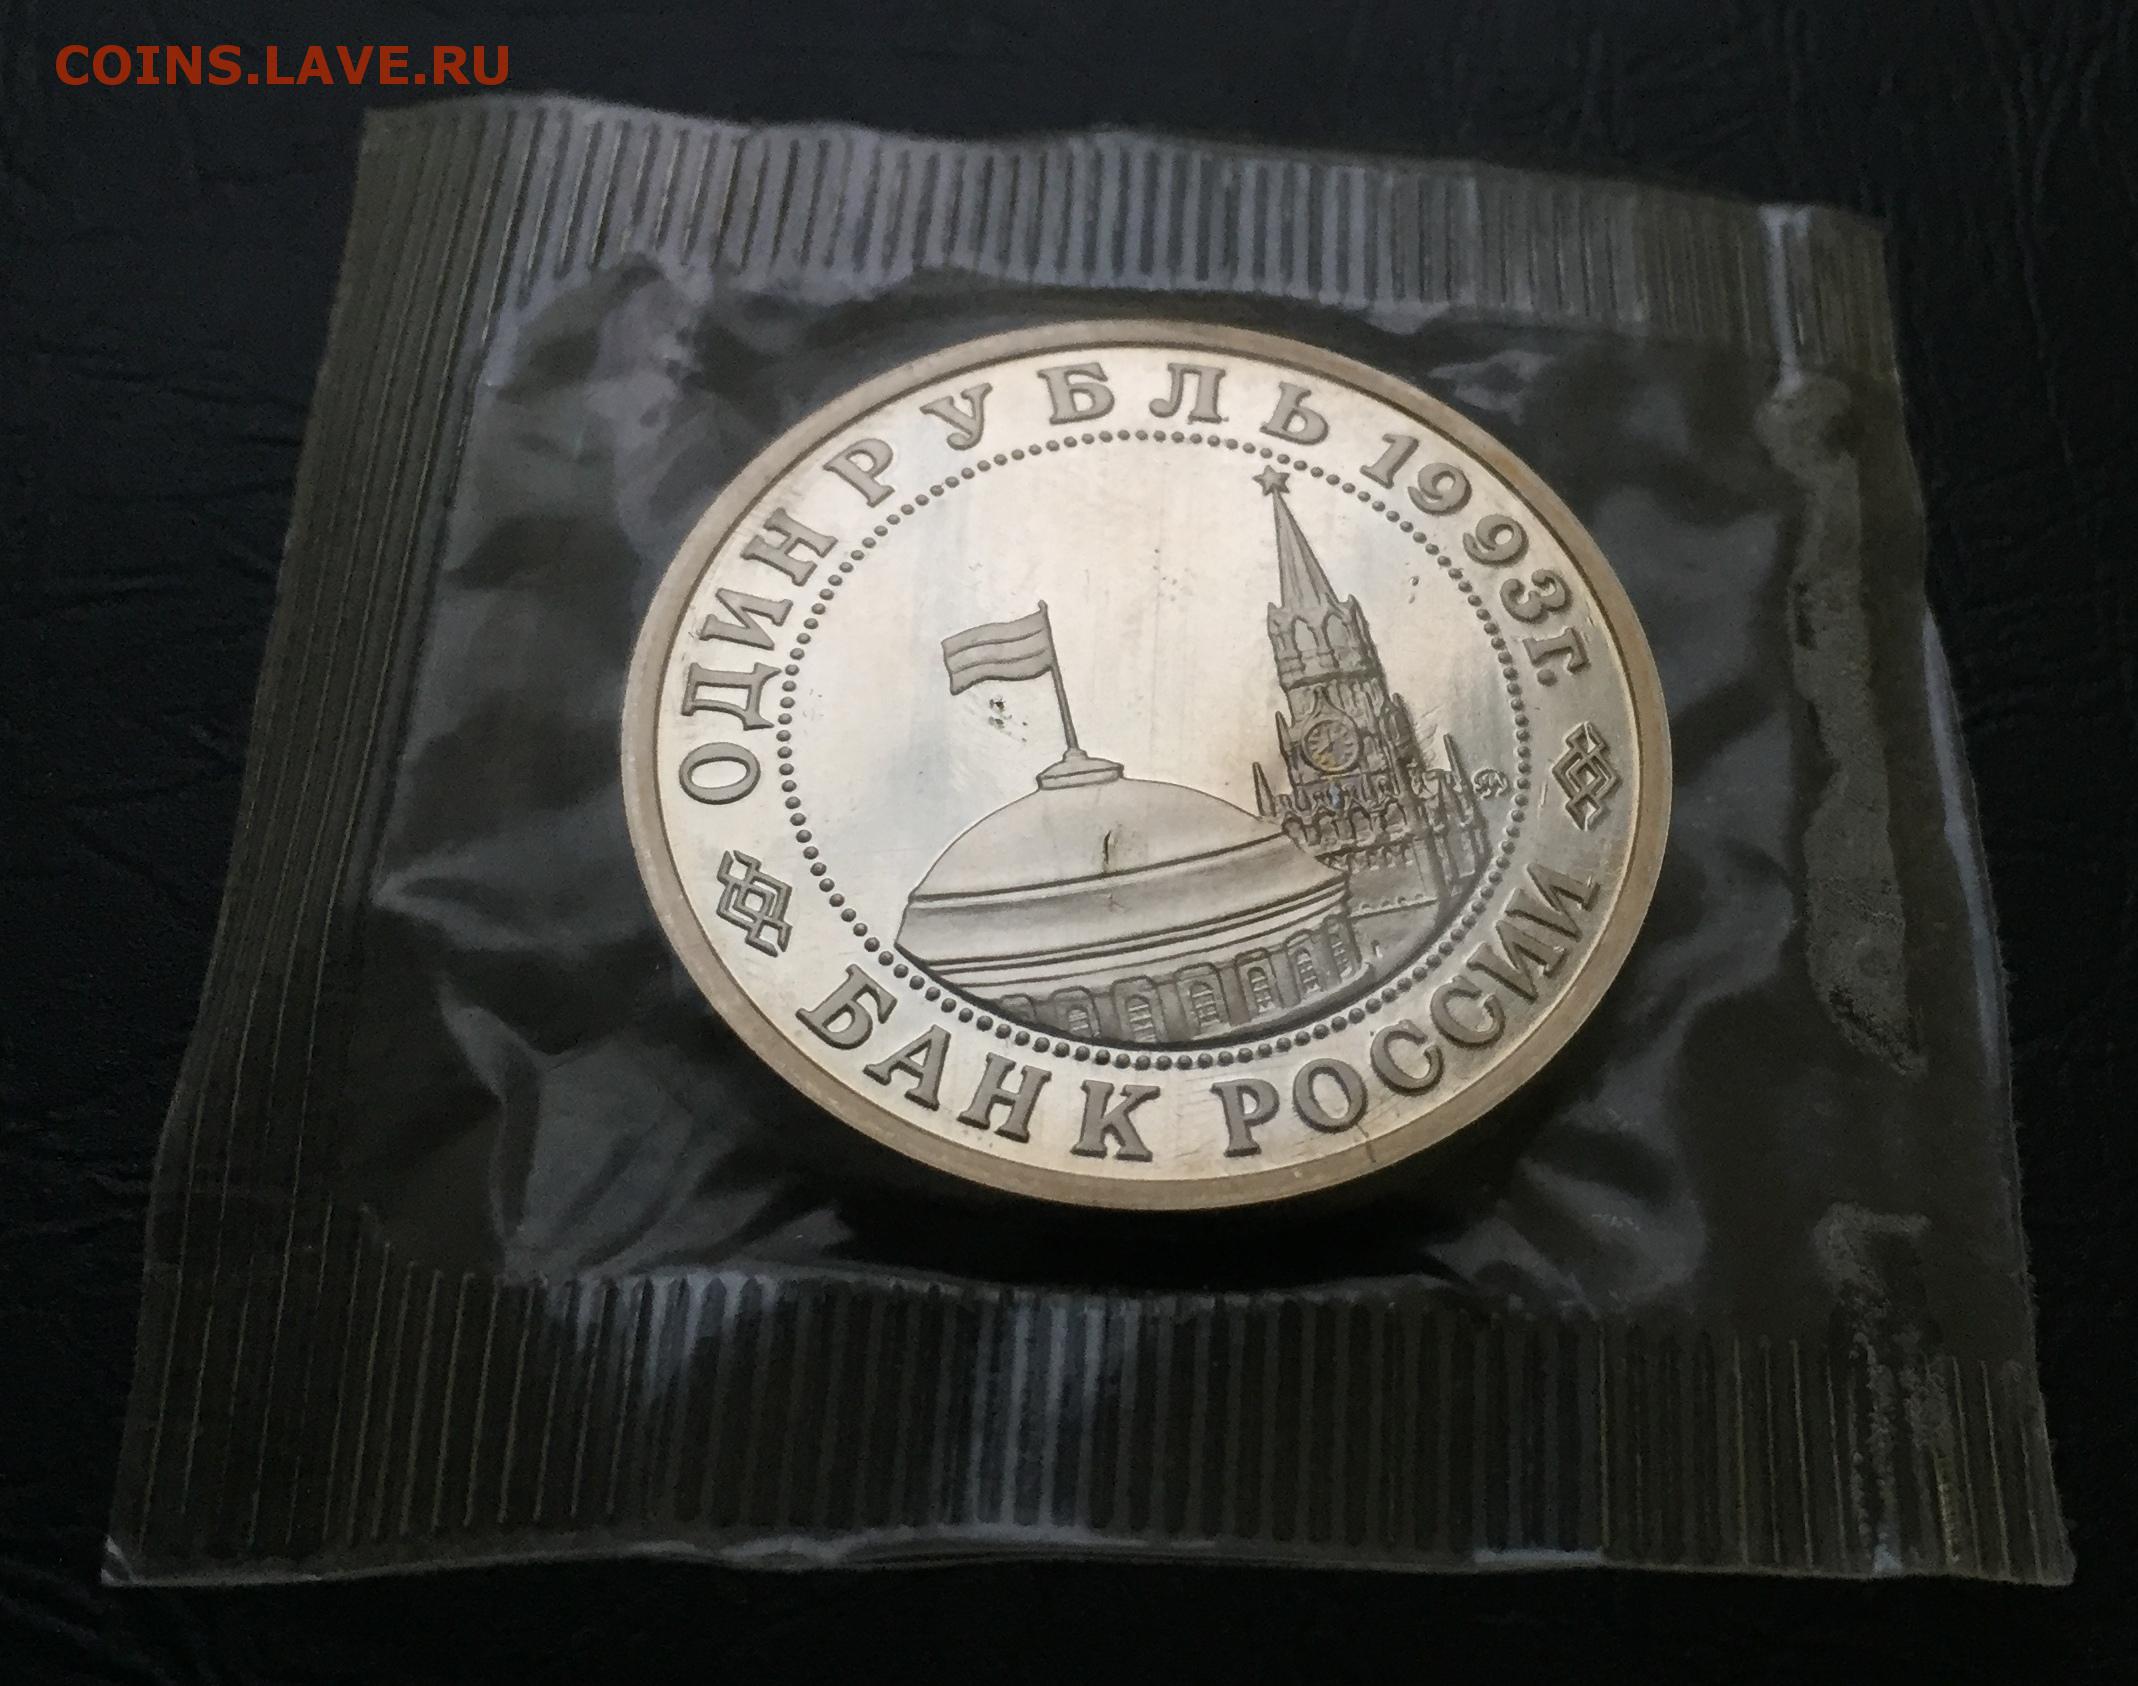 COINS.LAVE.RU
ОДИН РУБЛЬ 1993г.
БАНК РОССИИ